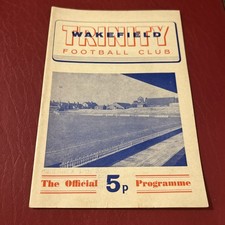 WAKEFIELD
TRINITY
FOOTBALL CLUB
The Official 5p Programme